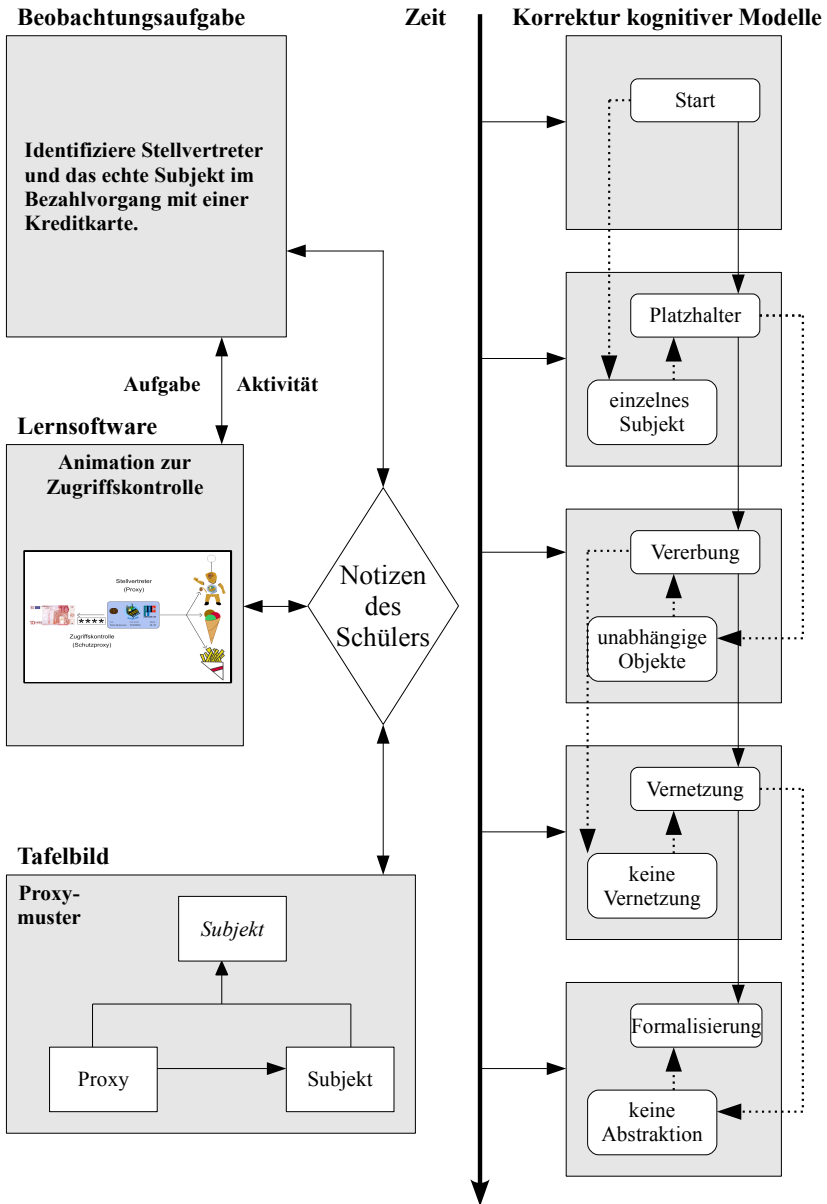 Beobachtungsaufgabe
Identifiziere Stellvertreter
und das echte Subjekt im
Bezahlvorgang mit einer
Kreditkarte.
Aufgabe
Aktivität
Lernsoftware
Animation zur
Zugriffskontrolle
Stellvertreter
(Proxy)
****
Zugriffskontrolle
(Schutzproxy)
Notizen
des
Schülers
Tafelbild
Proxy-
muster
Subjekt
Proxy
Subjekt
Zeit
Korrektur kognitiver Modelle
Start
Platzhalter
einzelnes
Subjekt
Vererbung
unabhängige
Objekte
Vernetzung
keine
Vernetzung
Formalisierung
keine
Abstraktion